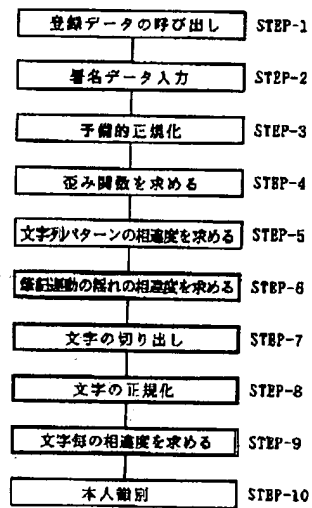 登録データの呼び出し STEP-1
署名データ入力 STEP-2
予備的正規化 STEP-3
歪み関数を求める STEP-4
文字列パターンの相違度を求める STEP-5
筆記運動の揺れの相違度を求める STEP-6
文字の切り出し STEP-7
文字の正規化 STEP-8
文字毎の相違度を求める STEP-9
本人識別 STEP-10